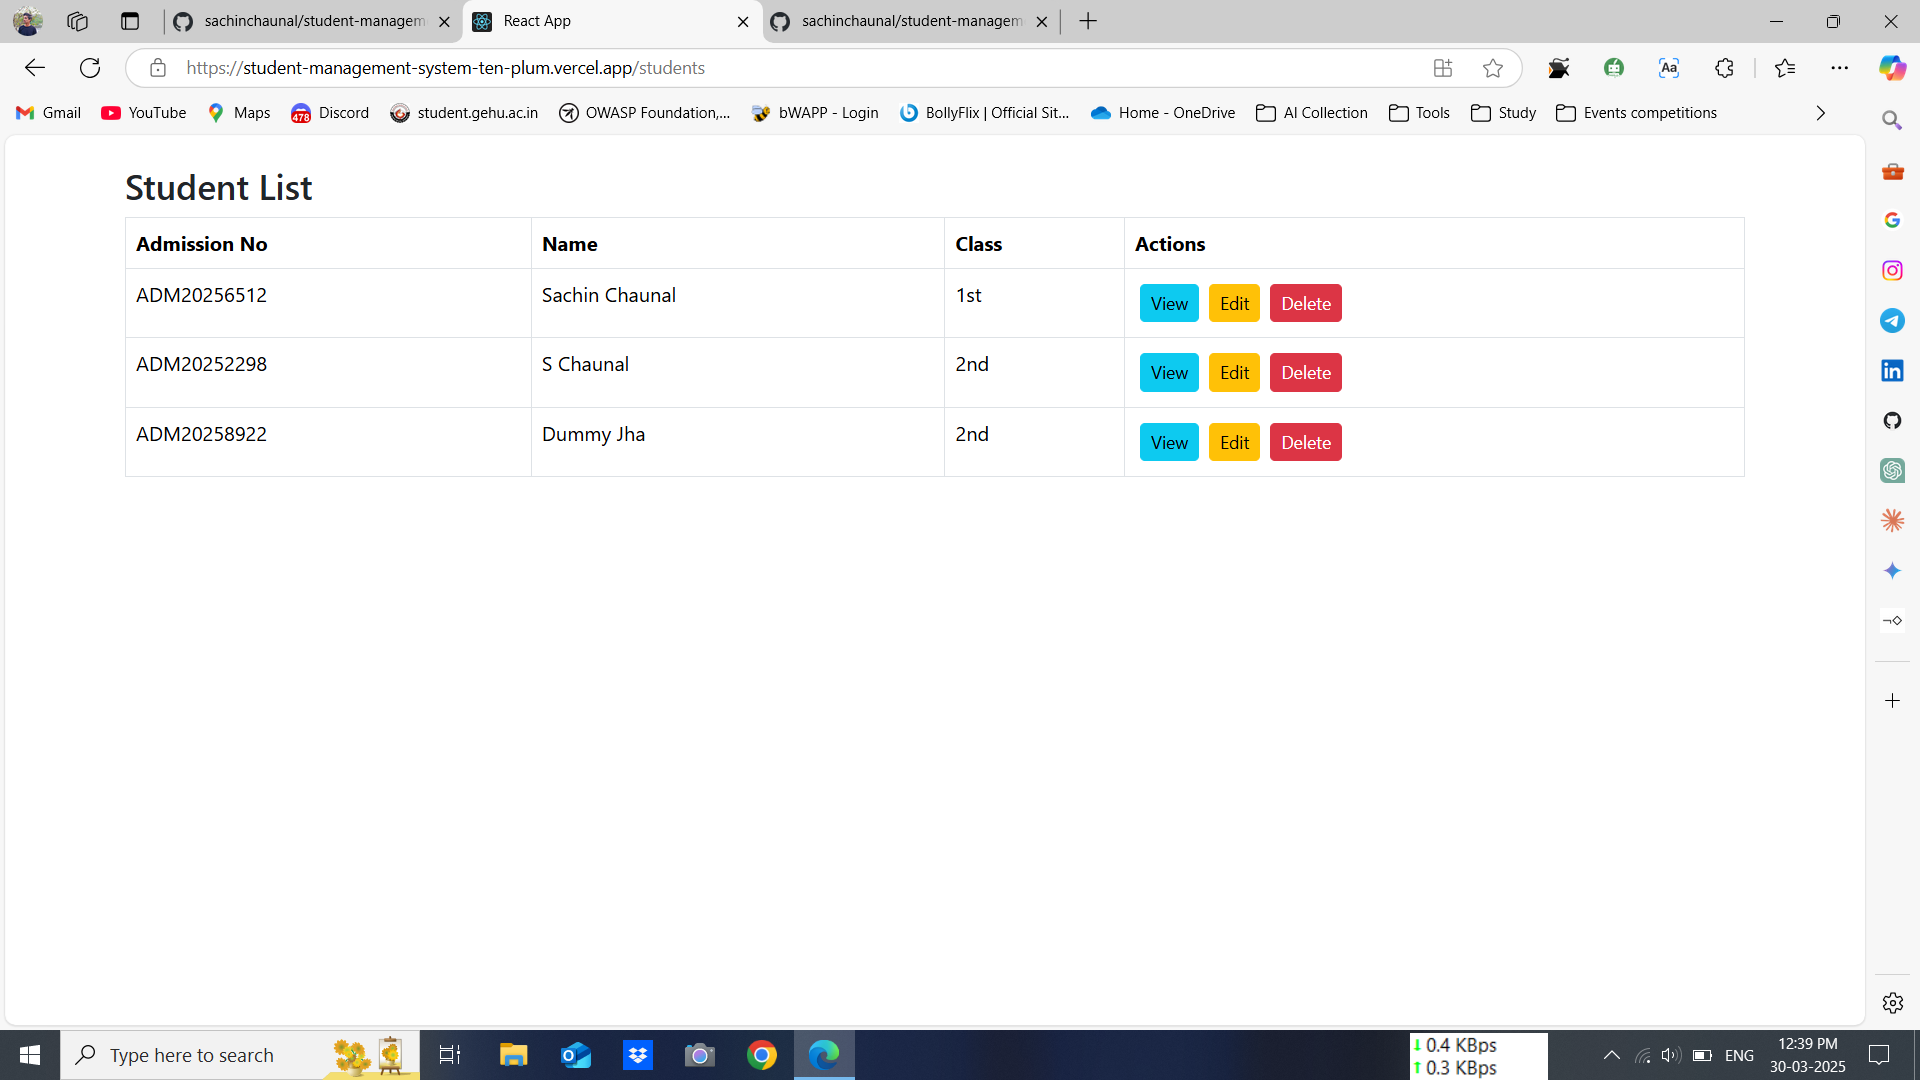 sachinchaunal/student-managem
React App
sachinchaunal/student-managem
https://student-management-system-ten-plum.vercel.app/students
Gmail
YouTube
Maps
478
Discord
student.gehu.ac.in
OWASP Foundation,...
bWAPP - Login
BollyFlix | Official Sit...
Home - OneDrive
AI Collection
Tools
Study
Events competitions
Student List
Admission No Name Class Actions
ADM20256512 Sachin Chaunal 1st View Edit Delete
ADM20252298 S Chaunal 2nd View Edit Delete
ADM20258922 Dummy Jha 2nd View Edit Delete
Type here to search
0.4 KBps
0.3 KBps
ENG
12:39 PM
30-03-2025